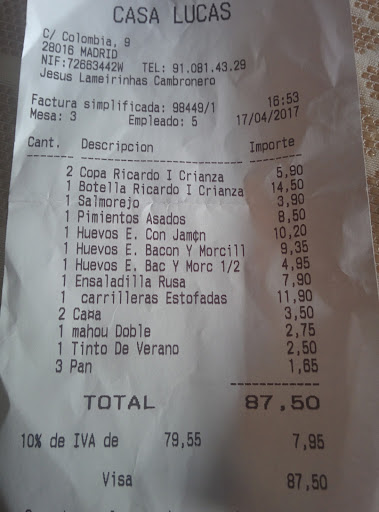 CASA LUCAS
C/ Colombia, 9
28016 MADRID
NIF:72663442W TEL: 91.081.43.29
Jesus Lameirinhas Cambronero
16:53
Factura simplificada: 98449/1
Mesa: 3 Empleado: 5 17/04/2017
Cant. Descripcion Importe
2 Copa Ricardo I Crianza 5,90
1 Botella Ricardo I Crianza 14,50
1 Salmorejo 3,90
1 Pimientos Asados 8,50
1 Huevos E. Con Jam¢n 10,20
1 Huevos E. Bacon Y Morcill 9,35
1 Huevos E. Bac Y Morc 1/2 4,95
1 Ensaladilla Rusa 7,90
1 carrilleras Estofadas 11,90
2 Ca¤a 3,50
1 mahou Doble 2,75
1 Tinto De Verano 2,50
3 Pan 1,65
TOTAL 87,50
10% de IVA de 79,55 7,95
Visa 87,50